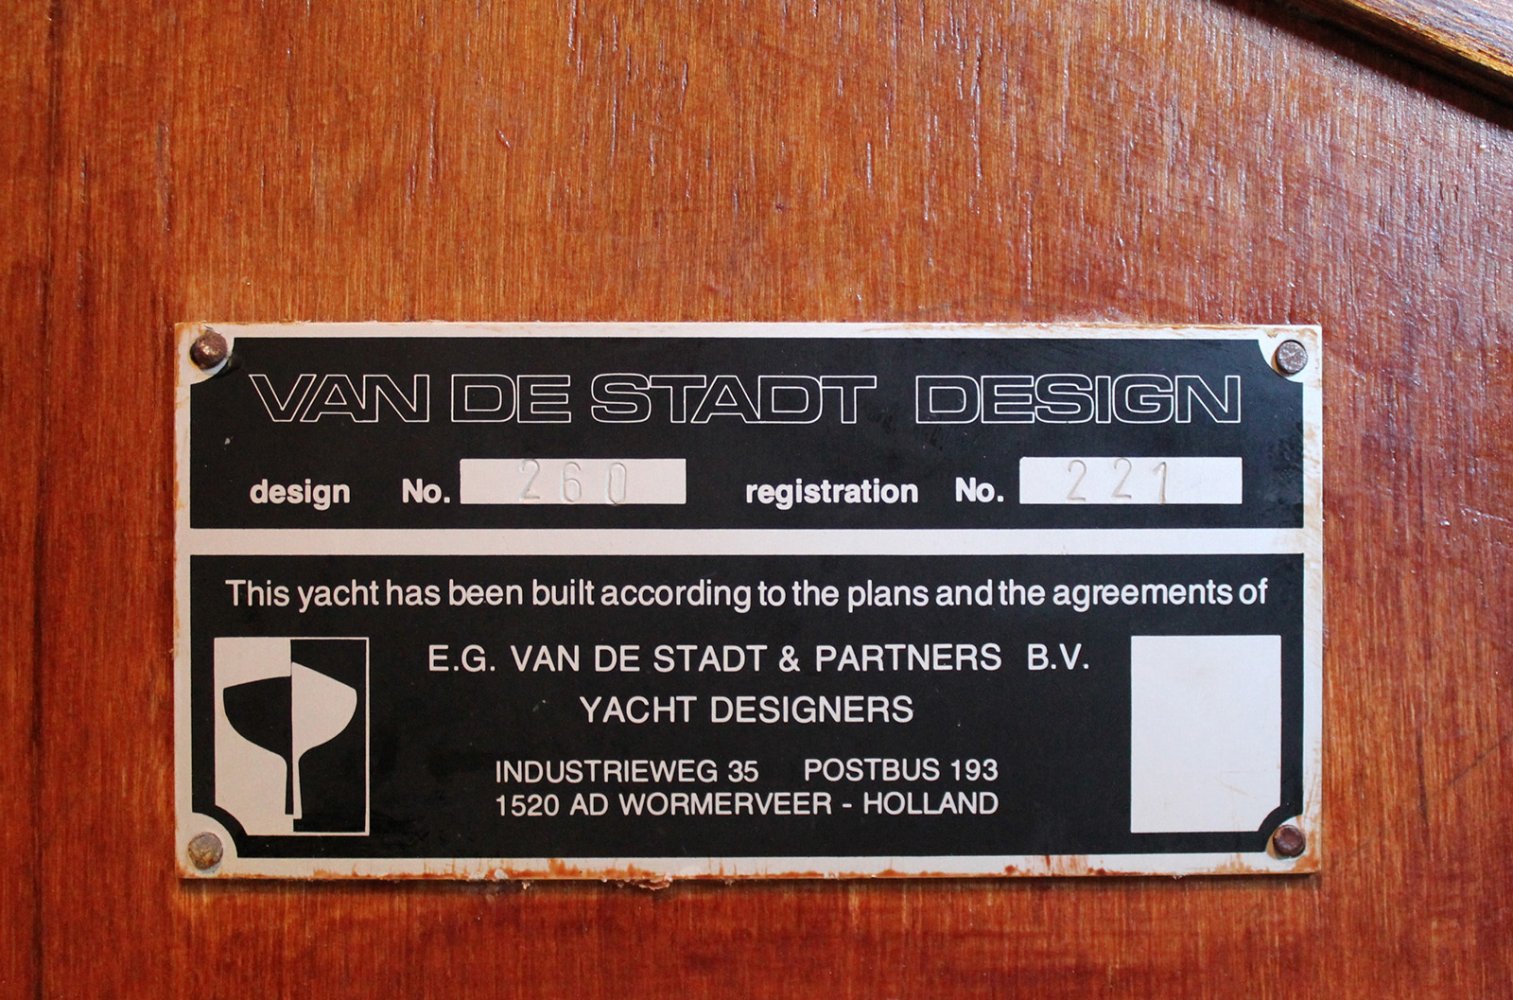 VAN DE STADT DESIGN
design No. 260 registration No. 221
This yacht has been built according to the plans and the agreements of
E.G. VAN DE STADT & PARTNERS B.V.
YACHT DESIGNERS
INDUSTRIEWEG 35 POSTBUS 193
1520 AD WORMERVEER - HOLLAND